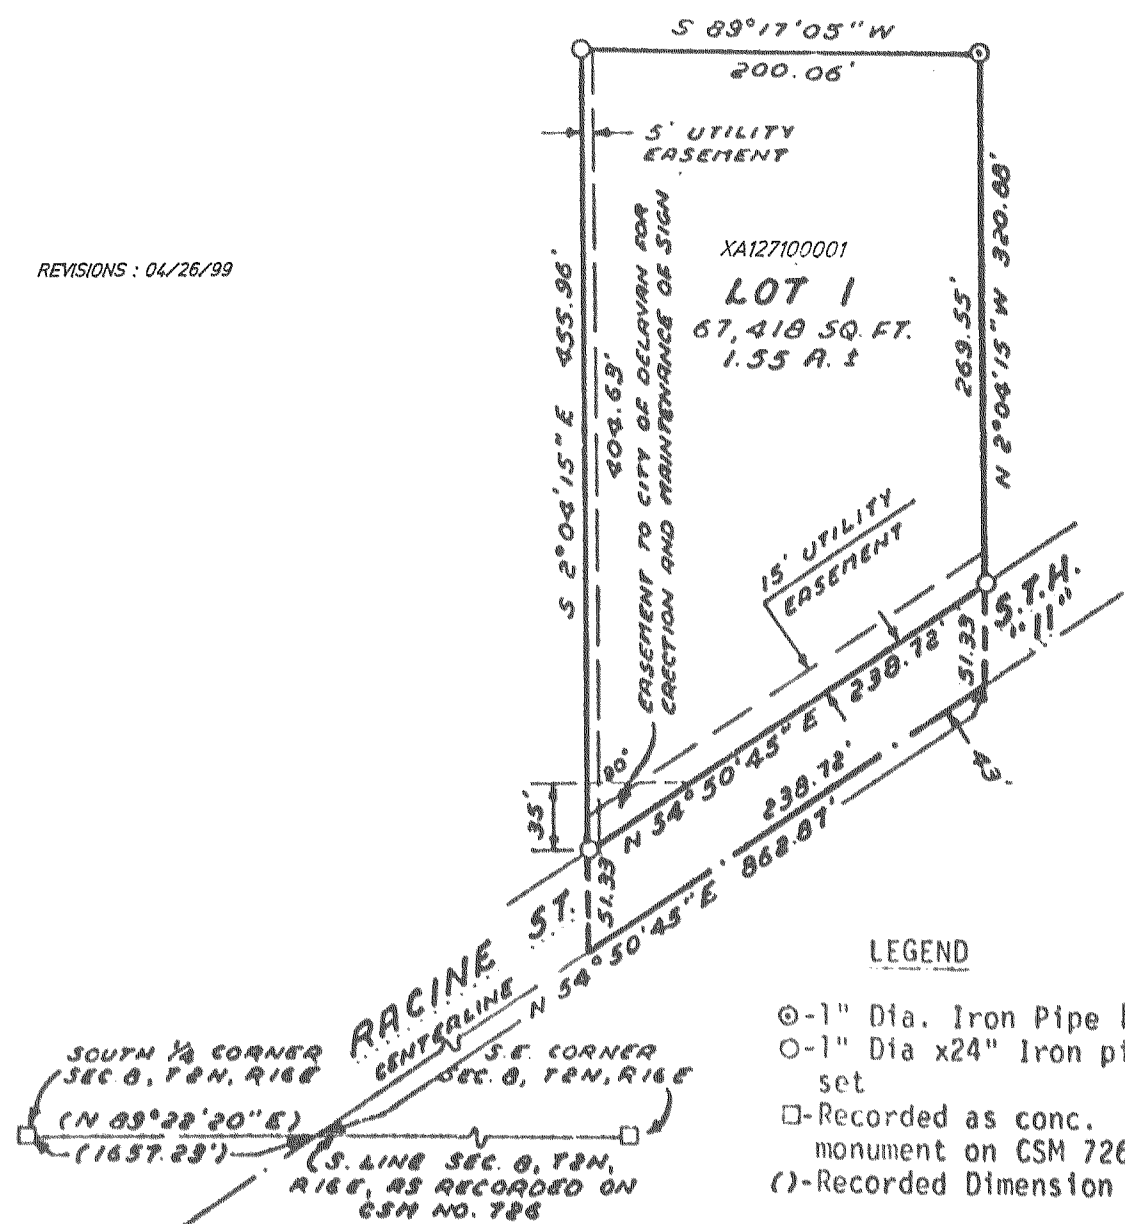 S 89°17'05" W
200.06'
5' UTILITY
EASEMENT
REVISIONS : 04/26/99
XA127100001
LOT 1
67,418 SQ. FT.
1.55 A. ±
S 2°04'15" E 455.96'
404.63'
EASEMENT TO CITY OF DELAVAN FOR
ERECTION AND MAINTENANCE OF SIGN
269.55'
N 2°04'15" W 320.88'
15' UTILITY
EASEMENT
S.T.H.
"11"
51.33
238.72'
N 54°50'45" E
43'
90°
35'
238.72'
862.87'
N 54°50'45" E
51.33
RACINE ST.
CENTERLINE
SOUTH ¼ CORNER
SEC. 8, T2N, R16E
S.E. CORNER
SEC. 8, T2N, R16E
(N 89°22'20" E)
(1657.23')
(S. LINE SEC. 8, T2N,
R16E, AS RECORDED ON
CSM NO. 726
LEGEND
⊙-1" Dia. Iron Pipe
○-1" Dia x24" Iron
set
□-Recorded as conc.
monument on CSM 726
()-Recorded Dimension